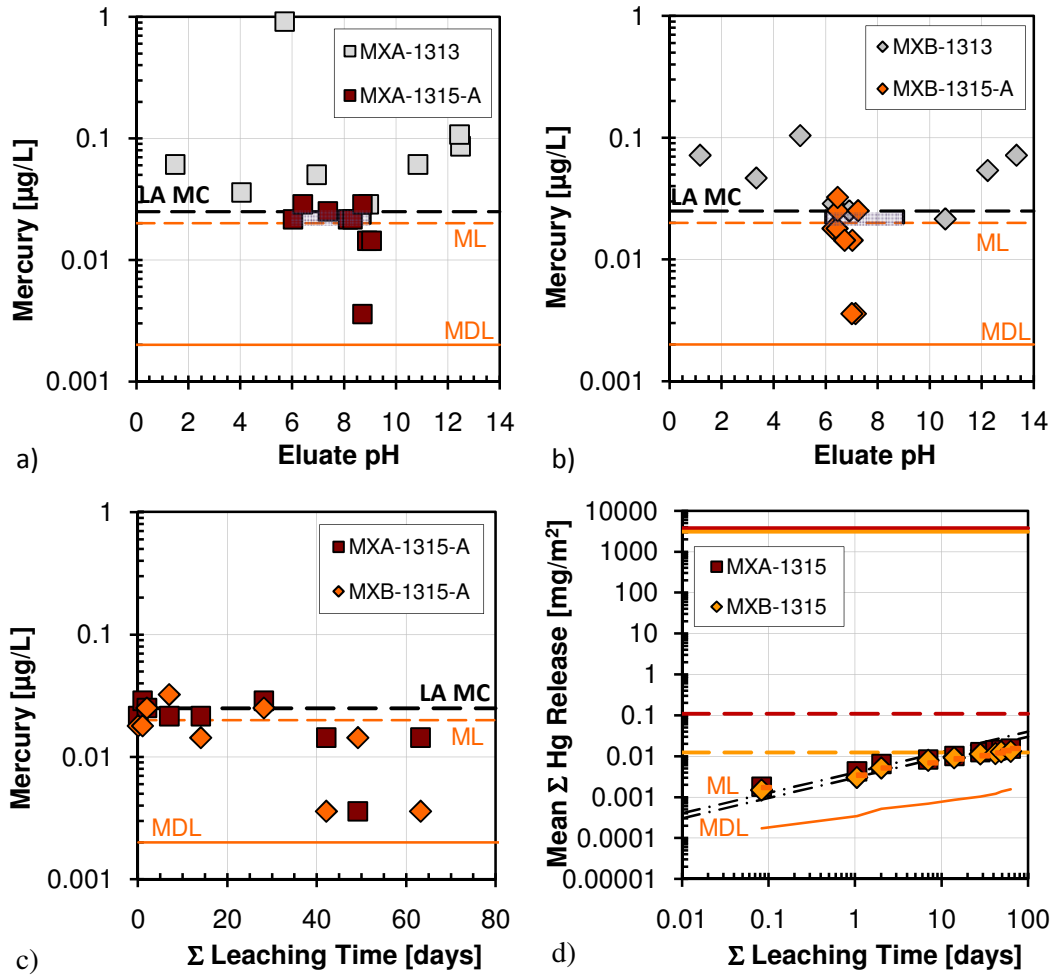 1
0.1
0.01
0.001
Mercury [µg/L]
MXA-1313
MXA-1315-A
LA MC
ML
MDL
0 2 4 6 8 10 12 14
Eluate pH
a)
1
0.1
0.01
0.001
Mercury [µg/L]
MXB-1313
MXB-1315-A
LA MC
ML
MDL
0 2 4 6 8 10 12 14
Eluate pH
b)
1
0.1
0.01
0.001
Mercury [µg/L]
MXA-1315-A
MXB-1315-A
LA MC
ML
MDL
0 20 40 60 80
Σ Leaching Time [days]
c)
10000
1000
100
10
1
0.1
0.01
0.001
0.0001
0.00001
Mean Σ Hg Release [mg/m²]
MXA-1315
MXB-1315
ML
MDL
0.01 0.1 1 10 100
Σ Leaching Time [days]
d)